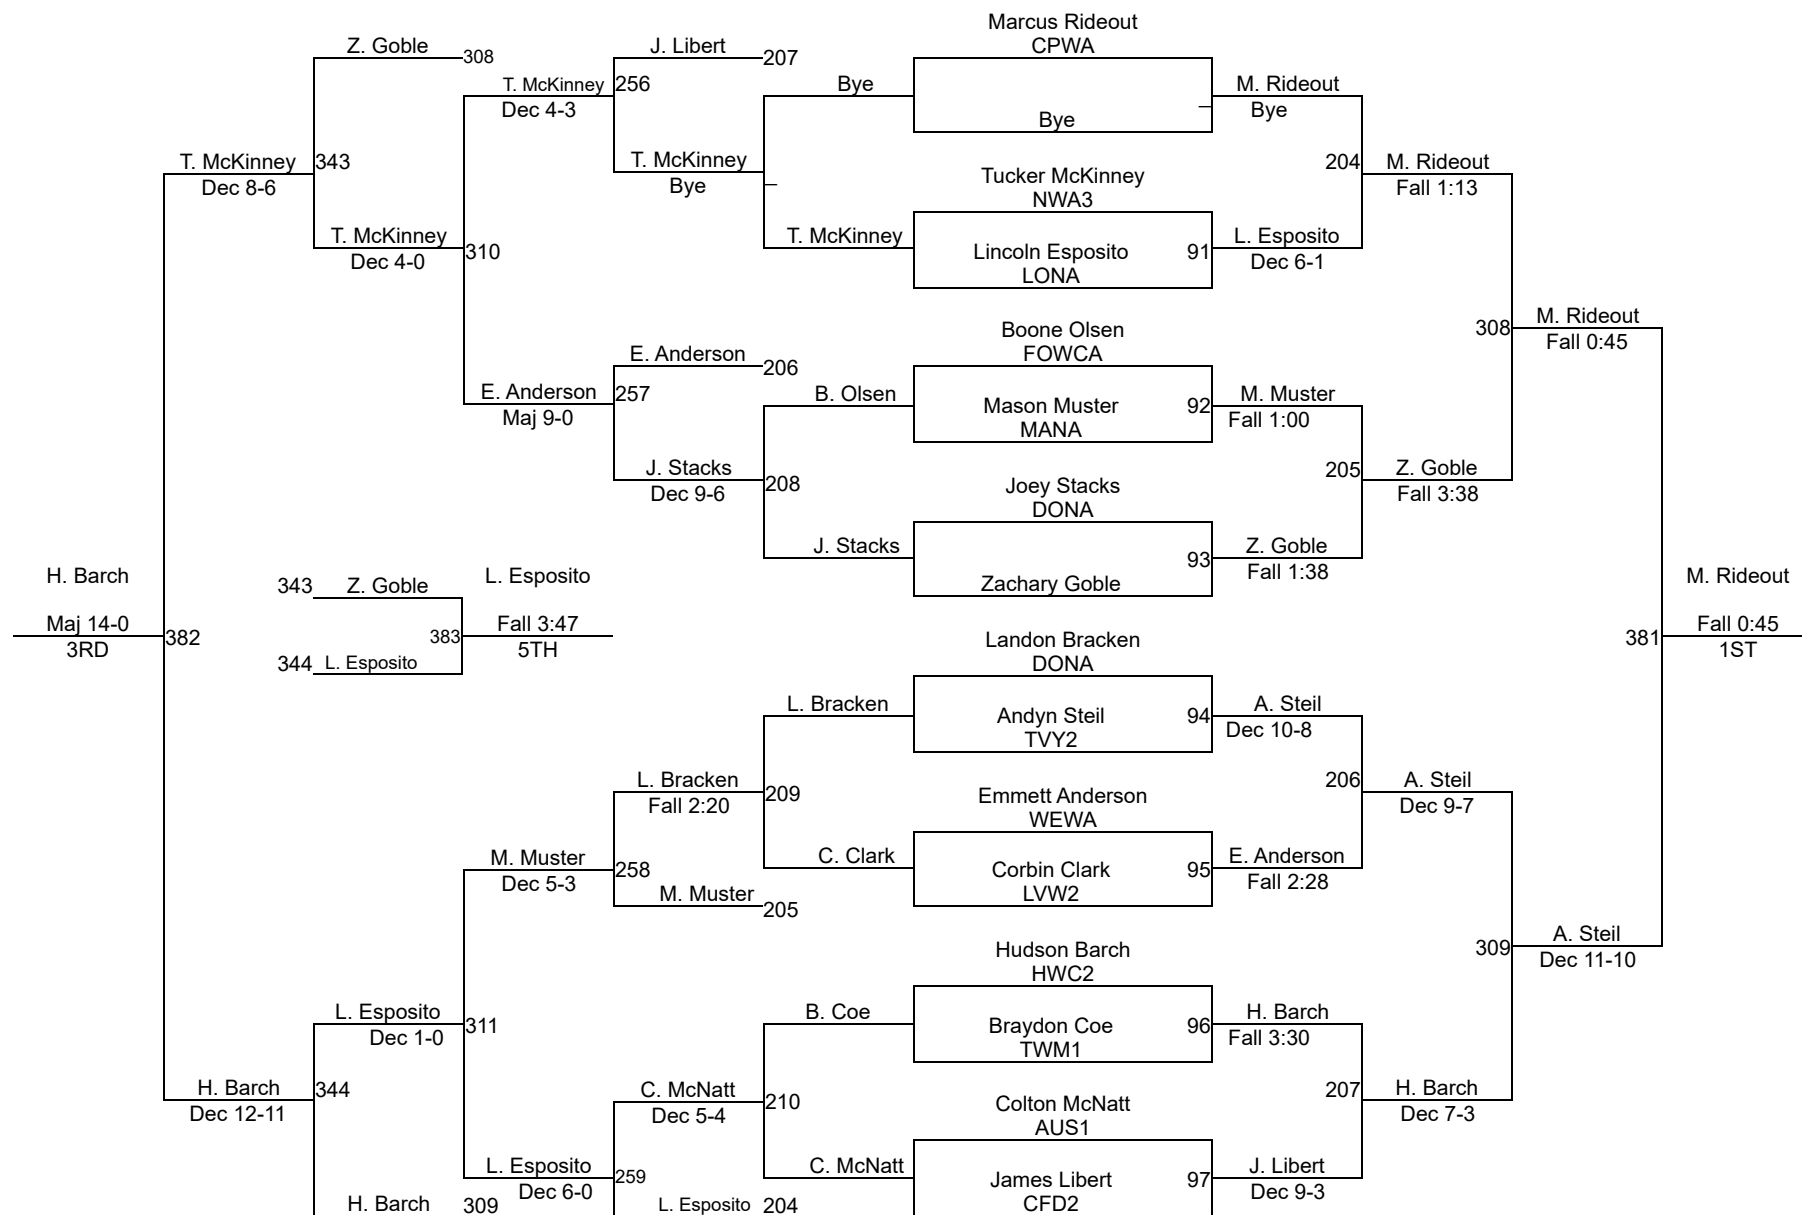 Marcus Rideout
CPWA
Z. Goble
308
J. Libert
207
T. McKinney
256
Dec 4-3
Bye
M. Rideout
Bye
Bye
T. McKinney
343
Dec 8-6
T. McKinney
Bye
Tucker McKinney
NWA3
204
M. Rideout
Fall 1:13
T. McKinney
310
Dec 4-0
T. McKinney
Lincoln Esposito
LONA
91
L. Esposito
Dec 6-1
Boone Olsen
FOWCA
308
M. Rideout
Fall 0:45
E. Anderson
206
E. Anderson
257
Maj 9-0
B. Olsen
Mason Muster
MANA
92
M. Muster
Fall 1:00
J. Stacks
208
Dec 9-6
Joey Stacks
DONA
205
Z. Goble
Fall 3:38
J. Stacks
Zachary Goble
93
Z. Goble
Fall 1:38
H. Barch
Maj 14-0
3RD
382
343
Z. Goble
344
L. Esposito
383
L. Esposito
Fall 3:47
5TH
M. Rideout
381
Fall 0:45
1ST
Landon Bracken
DONA
L. Bracken
Andyn Steil
TVY2
94
A. Steil
Dec 10-8
L. Bracken
209
Fall 2:20
Emmett Anderson
WEWA
206
A. Steil
Dec 9-7
M. Muster
258
Dec 5-3
C. Clark
Corbin Clark
LVW2
95
E. Anderson
Fall 2:28
M. Muster
205
Hudson Barch
HWC2
309
A. Steil
Dec 11-10
L. Esposito
311
Dec 1-0
B. Coe
Braydon Coe
TWM1
96
H. Barch
Fall 3:30
H. Barch
344
Dec 12-11
C. McNatt
210
Dec 5-4
Colton McNatt
AUS1
207
H. Barch
Dec 7-3
L. Esposito
259
Dec 6-0
C. McNatt
James Libert
CFD2
97
J. Libert
Dec 9-3
H. Barch
309
L. Esposito
204